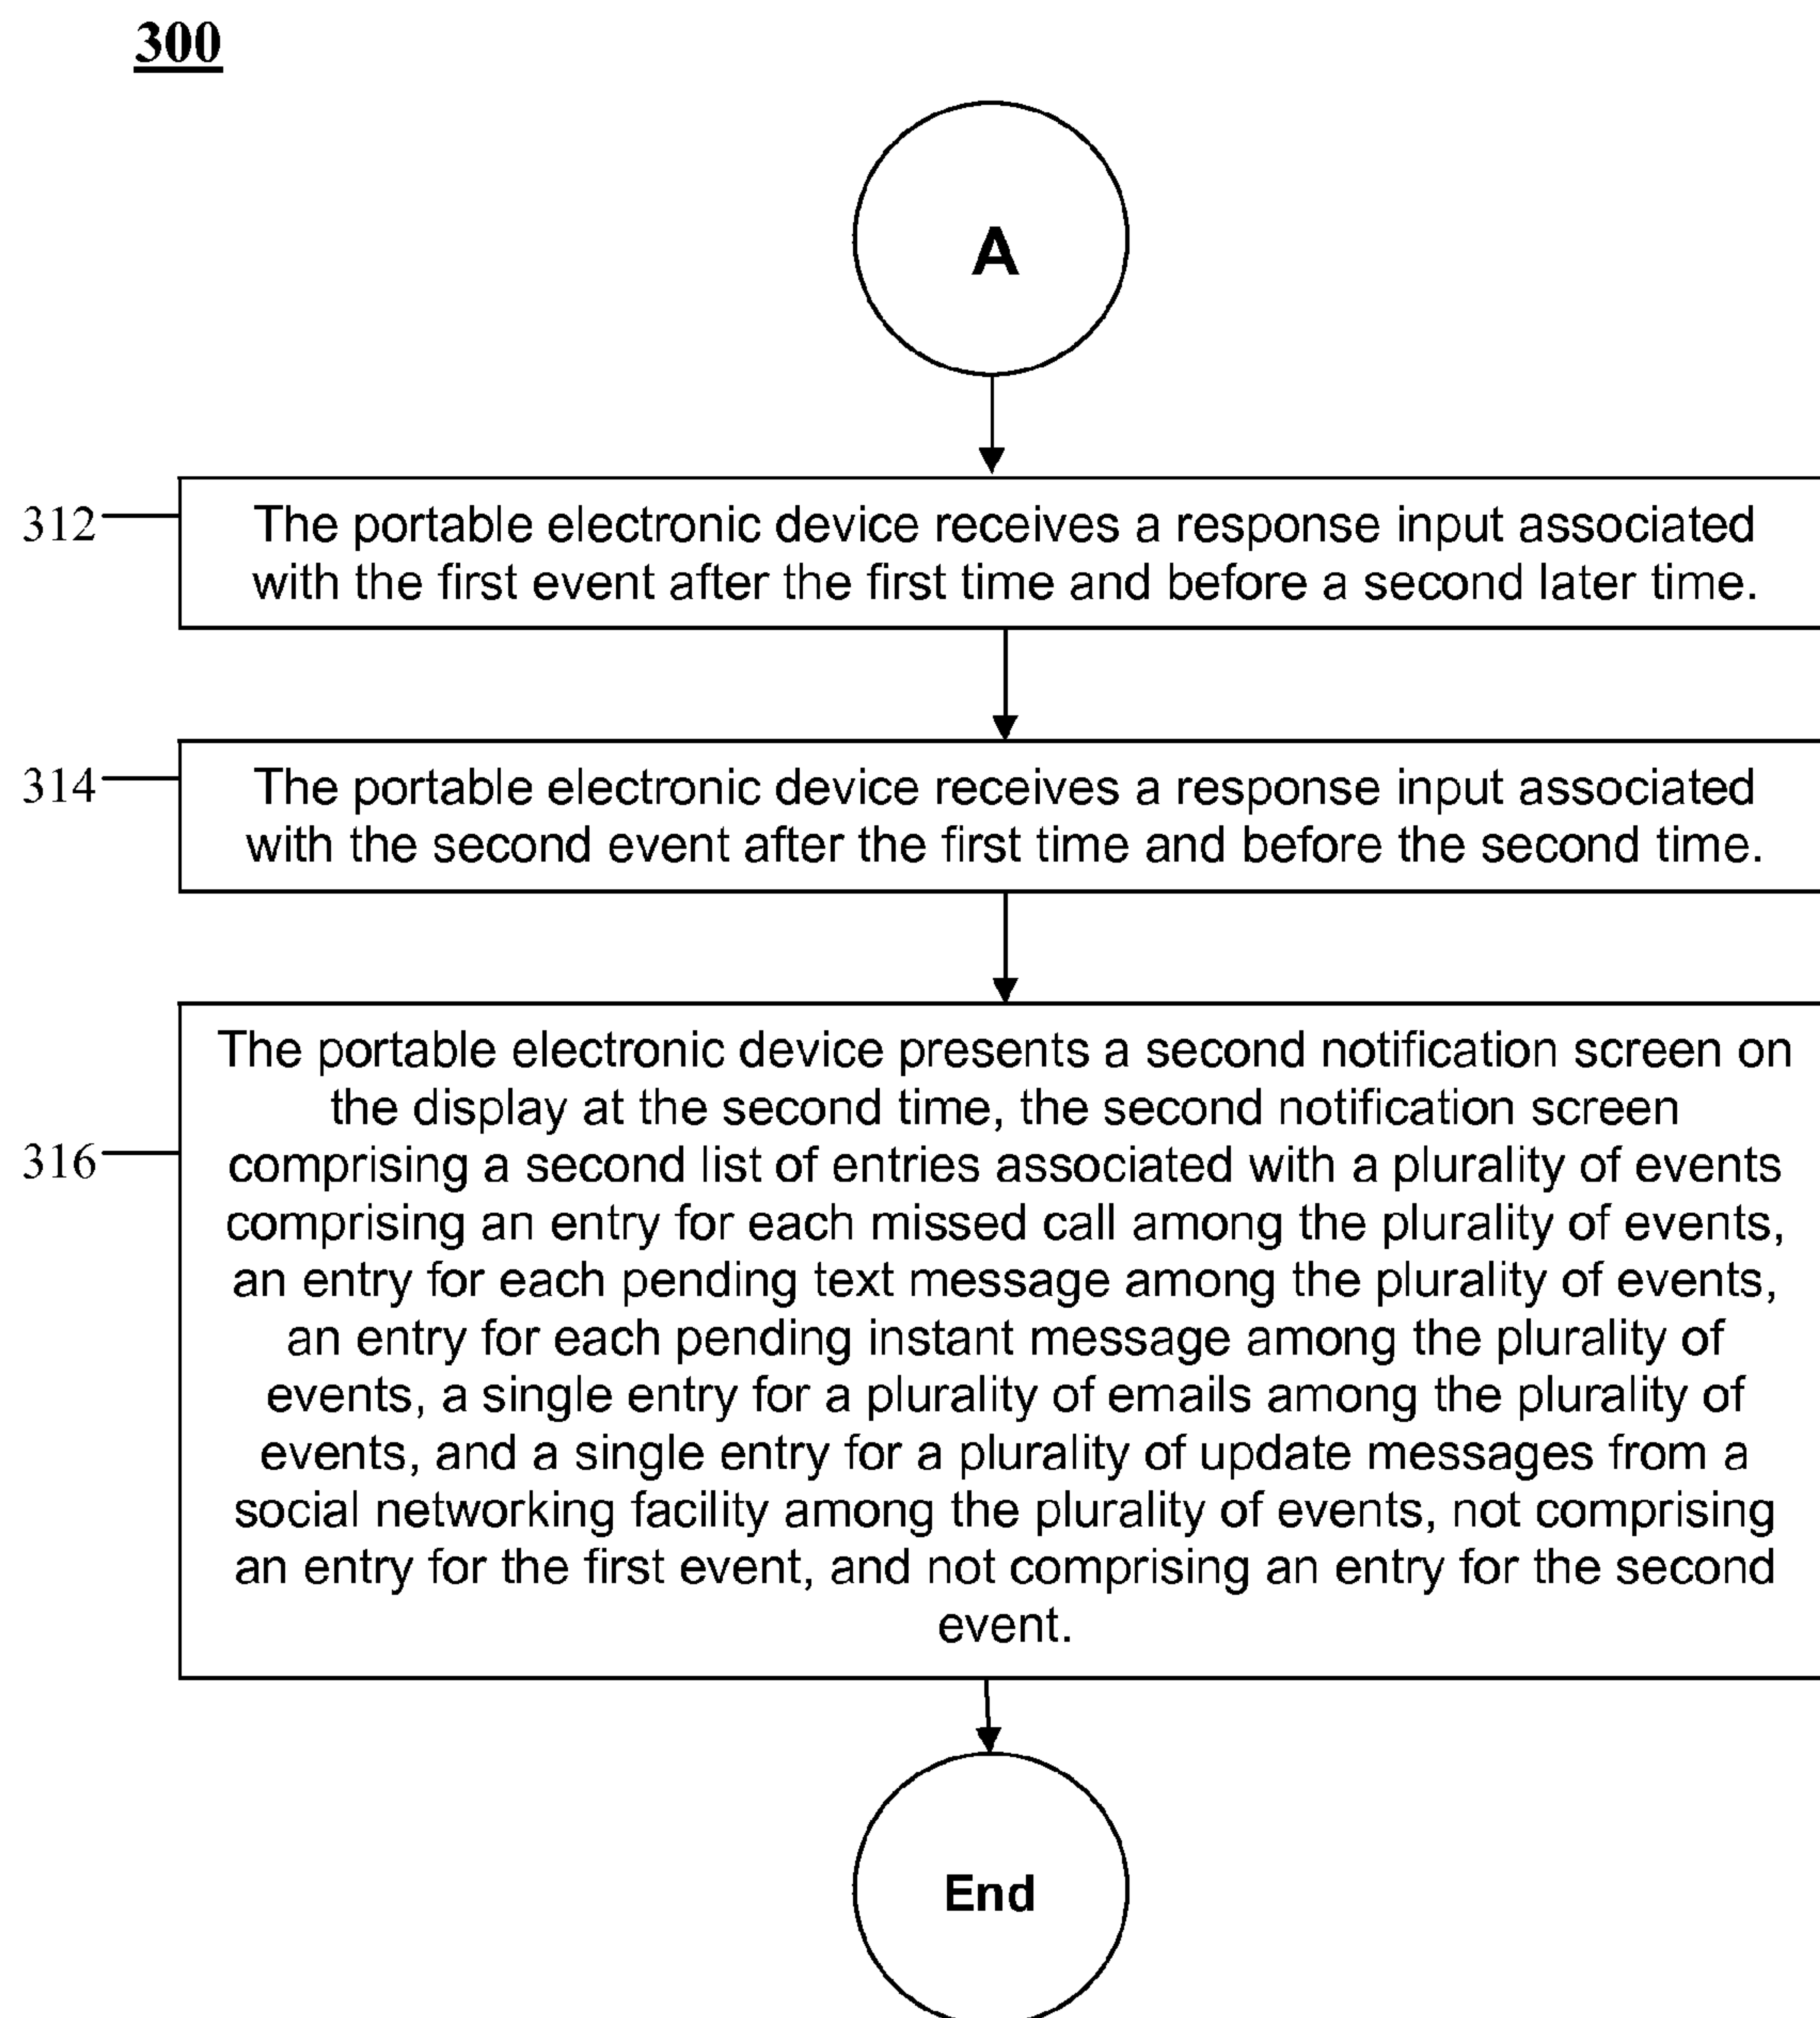 300
A
312
The portable electronic device receives a response input associated
with the first event after the first time and before a second later time.
314
The portable electronic device receives a response input associated
with the second event after the first time and before the second time.
316
The portable electronic device presents a second notification screen on
the display at the second time, the second notification screen
comprising a second list of entries associated with a plurality of events
comprising an entry for each missed call among the plurality of events,
an entry for each pending text message among the plurality of events,
an entry for each pending instant message among the plurality of
events, a single entry for a plurality of emails among the plurality of
events, and a single entry for a plurality of update messages from a
social networking facility among the plurality of events, not comprising
an entry for the first event, and not comprising an entry for the second
event.
End